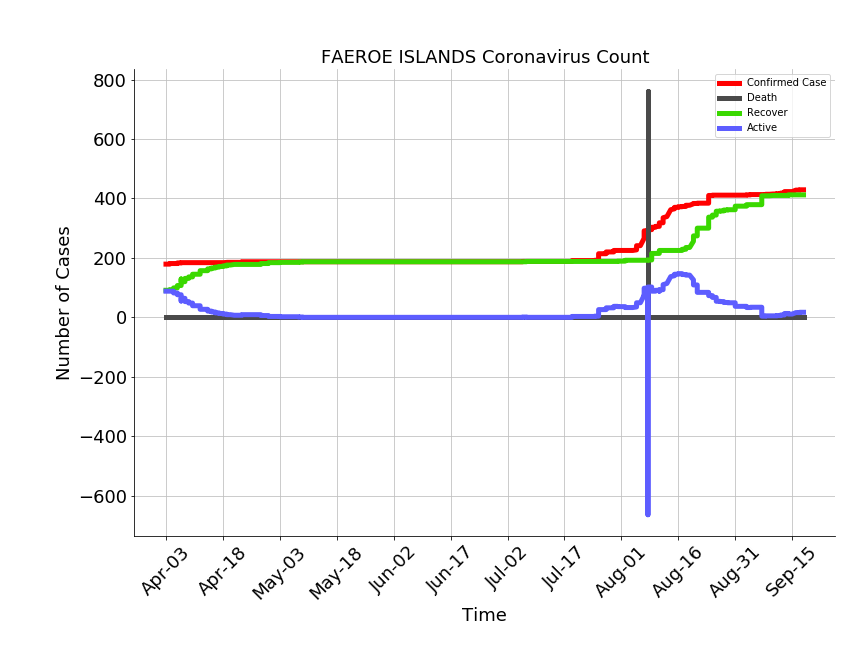 FAEROE ISLANDS Coronavirus Count
Confirmed Case
Death
Recover
Active
Number of Cases
800
600
400
200
0
−200
−400
−600
Apr-03
Apr-18
May-03
May-18
Jun-02
Jun-17
Jul-02
Jul-17
Aug-01
Aug-16
Aug-31
Sep-15
Time